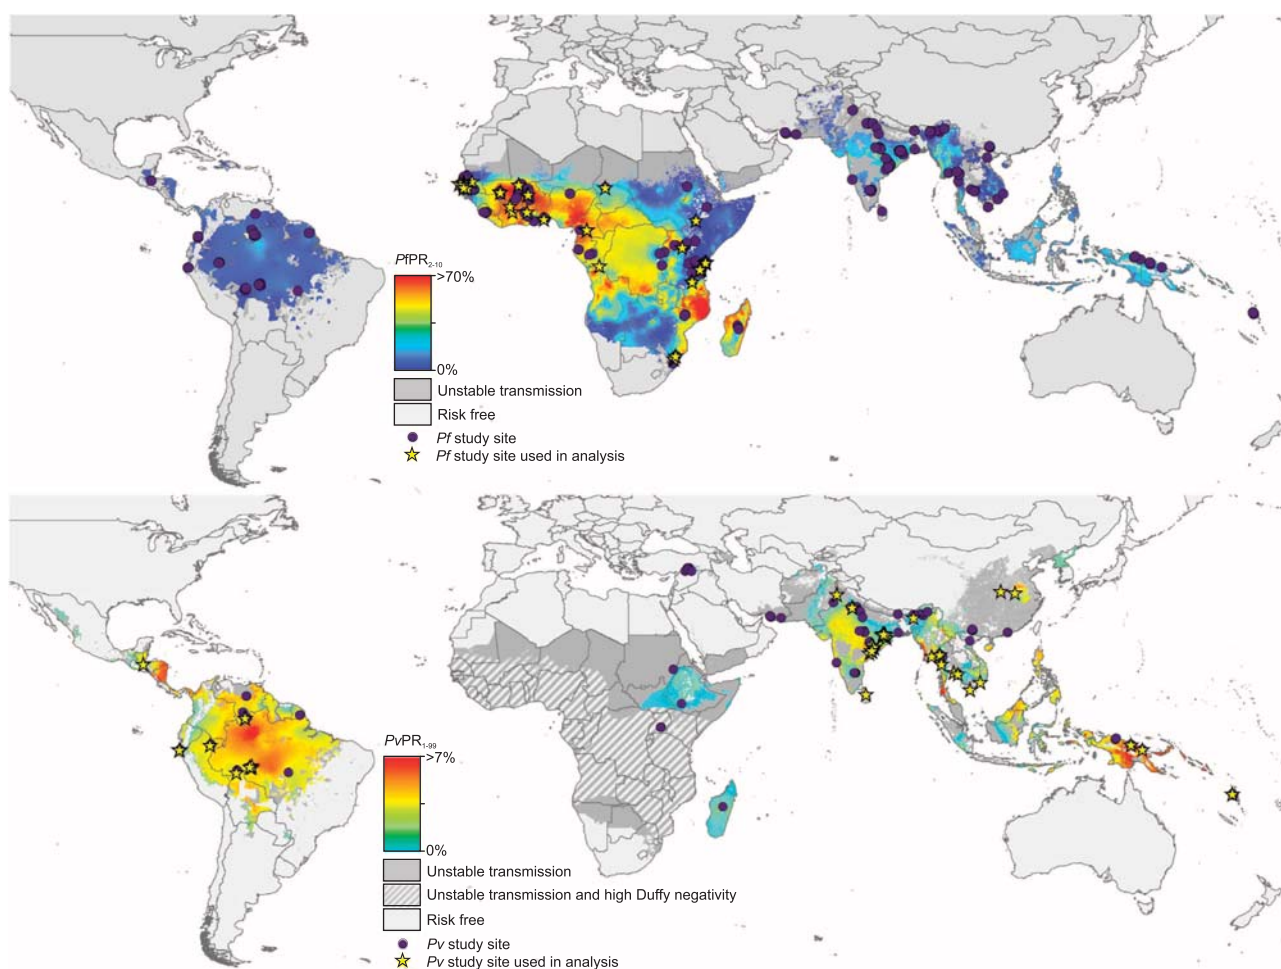 PfPR2-10
>70%
0%
Unstable transmission
Risk free
Pf study site
Pf study site used in analysis
PvPR1-99
>7%
0%
Unstable transmission
Unstable transmission and high Duffy negativity
Risk free
Pv study site
Pv study site used in analysis